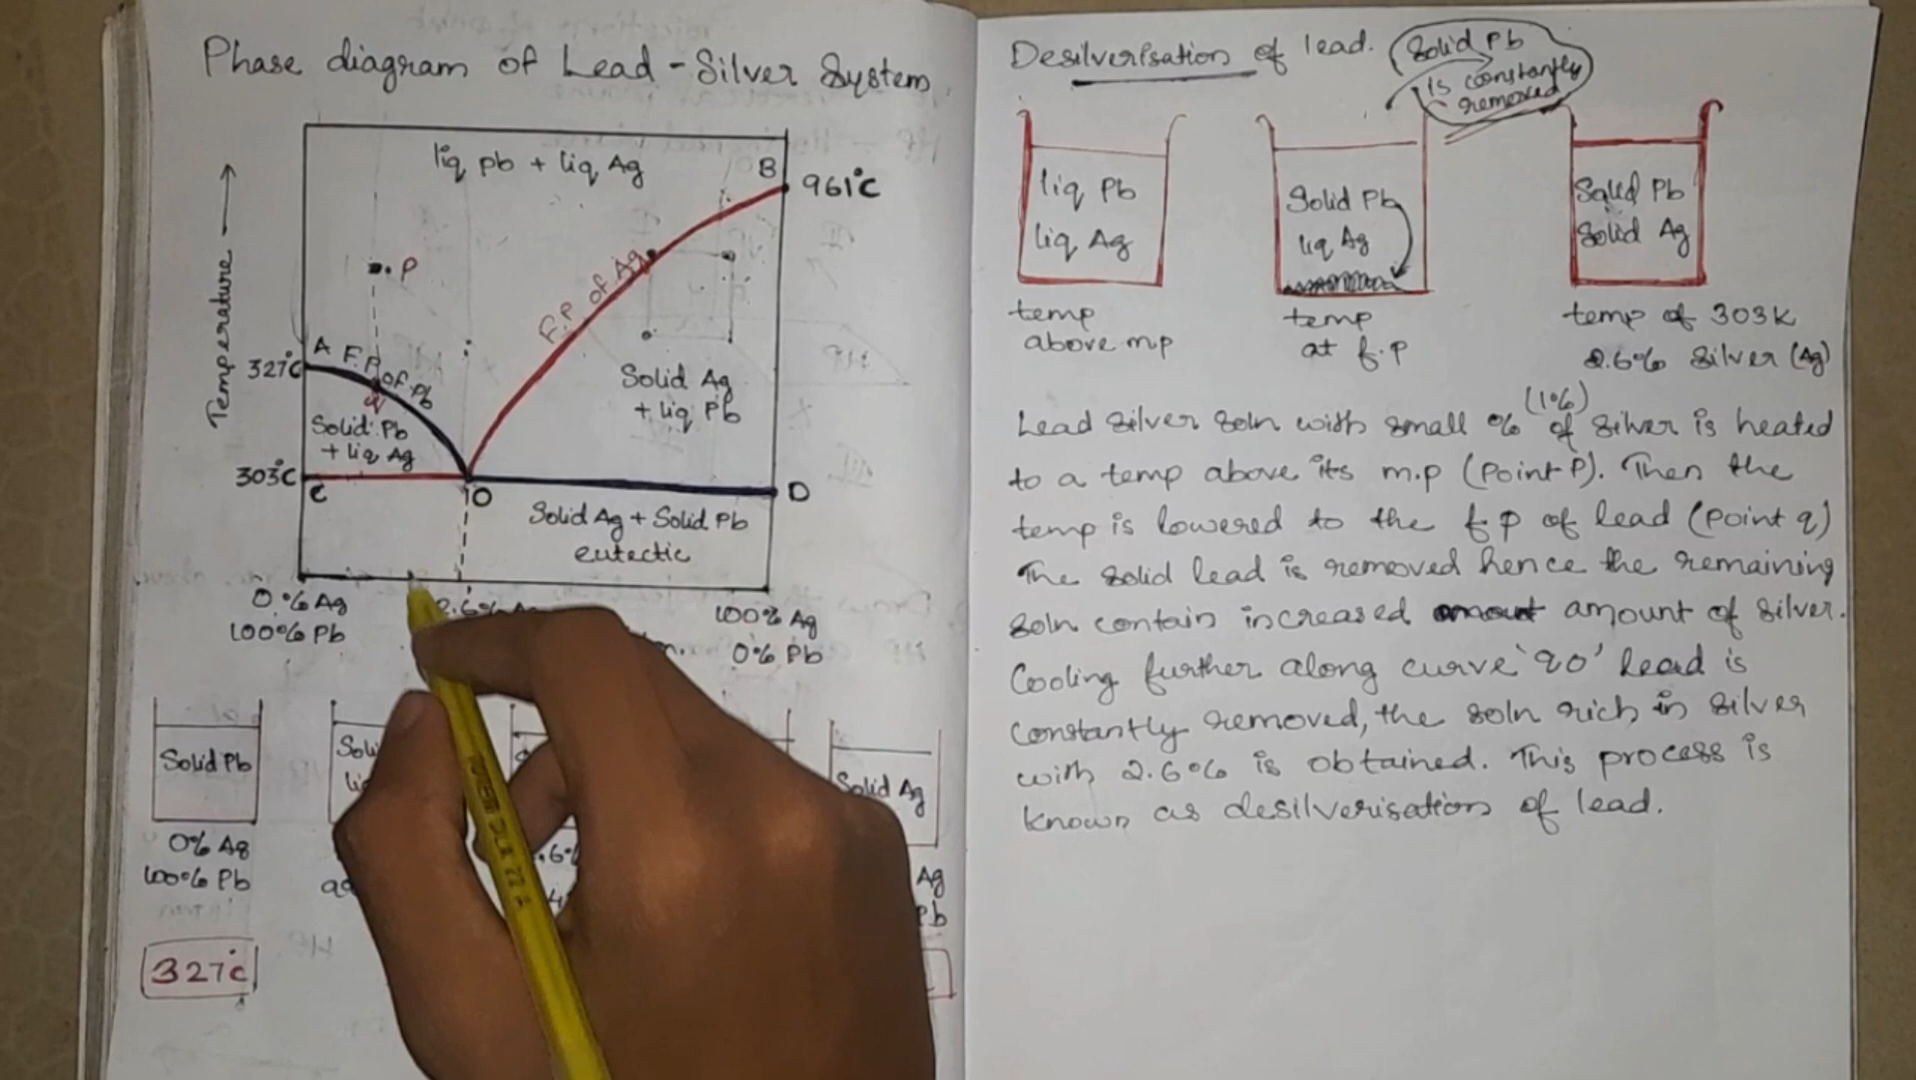 Phase diagram of Lead - Silver System
liq pb + liq Ag
B
961°C
P
F.P of Ag
Temperature
A
F.P of Pb
327°C
q
Solid Pb
+ liq Ag
Solid Ag
+ liq Pb
303°C
C
O
D
Solid Ag + Solid Pb
eutectic
0% Ag
100% Pb
2.6% Ag
100% Ag
0% Pb
Solid Pb
Solid Ag
0% Ag
100% Pb
Ag
Pb
327°C
Desilverisation of lead.
Solid Pb
is constantly
removed
liq Pb
liq Ag
Solid Pb
liq Ag
Solid Pb
Solid Ag
temp
above m.p
temp
at f.p
temp of 303K
2.6% Silver (Ag)
(1%)
Lead silver soln with small % of silver is heated
to a temp above its m.p (Point P). Then the
temp is lowered to the f p of lead (point q)
The solid lead is removed hence the remaining
soln contain increased amount of silver.
Cooling further along curve 'qo' lead is
constantly removed, the soln rich in silver
with 2.6% is obtained. This process is
known as desilverisation of lead.